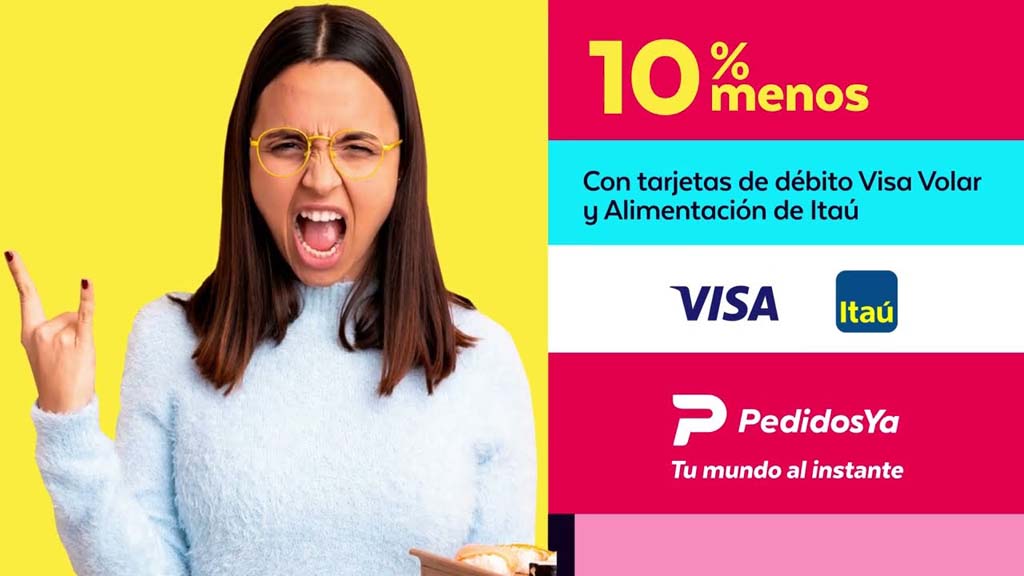 10%
menos
Con tarjetas de débito Visa Volar
y Alimentación de Itaú
VISA
Itaú
PedidosYa
Tu mundo al instante